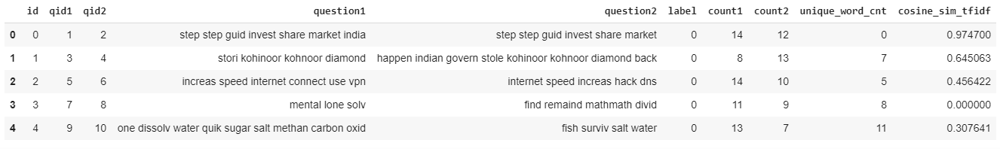 id qid1 qid2 question1 question2 label count1 count2 unique_word_cnt cosine_sim_tfidf
0 0 1 2 step step guid invest share market india step step guid invest share market 0 14 12 0 0.974700
1 1 3 4 stori kohinoor kohnoor diamond happen indian govern stole kohinoor kohnoor diamond back 0 8 13 7 0.645063
2 2 5 6 increas speed internet connect use vpn internet speed increas hack dns 0 14 10 5 0.456422
3 3 7 8 mental lone solv find remaind mathmath divid 0 11 9 8 0.000000
4 4 9 10 one dissolv water quik sugar salt methan carbon oxid fish surviv salt water 0 13 7 11 0.307641